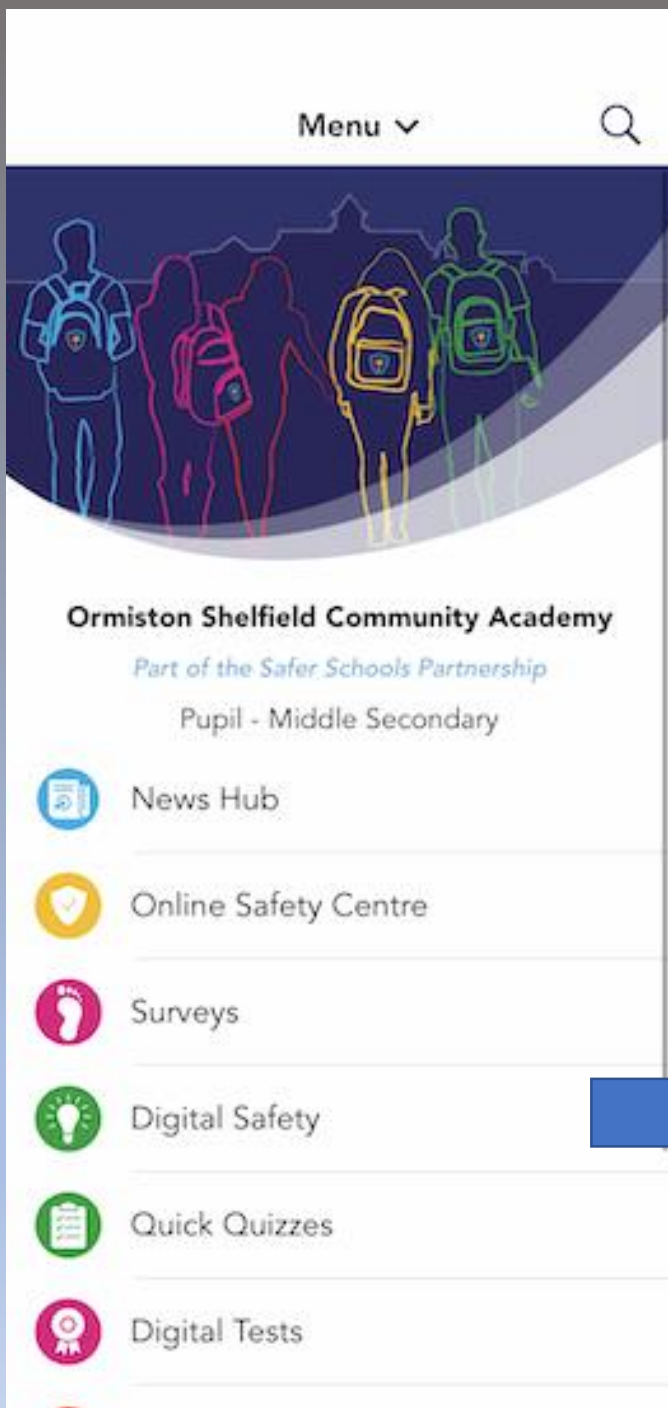 Menu
Ormiston Shelfield Community Academy
Part of the Safer Schools Partnership
Pupil - Middle Secondary
News Hub
Online Safety Centre
Surveys
Digital Safety
Quick Quizzes
Digital Tests